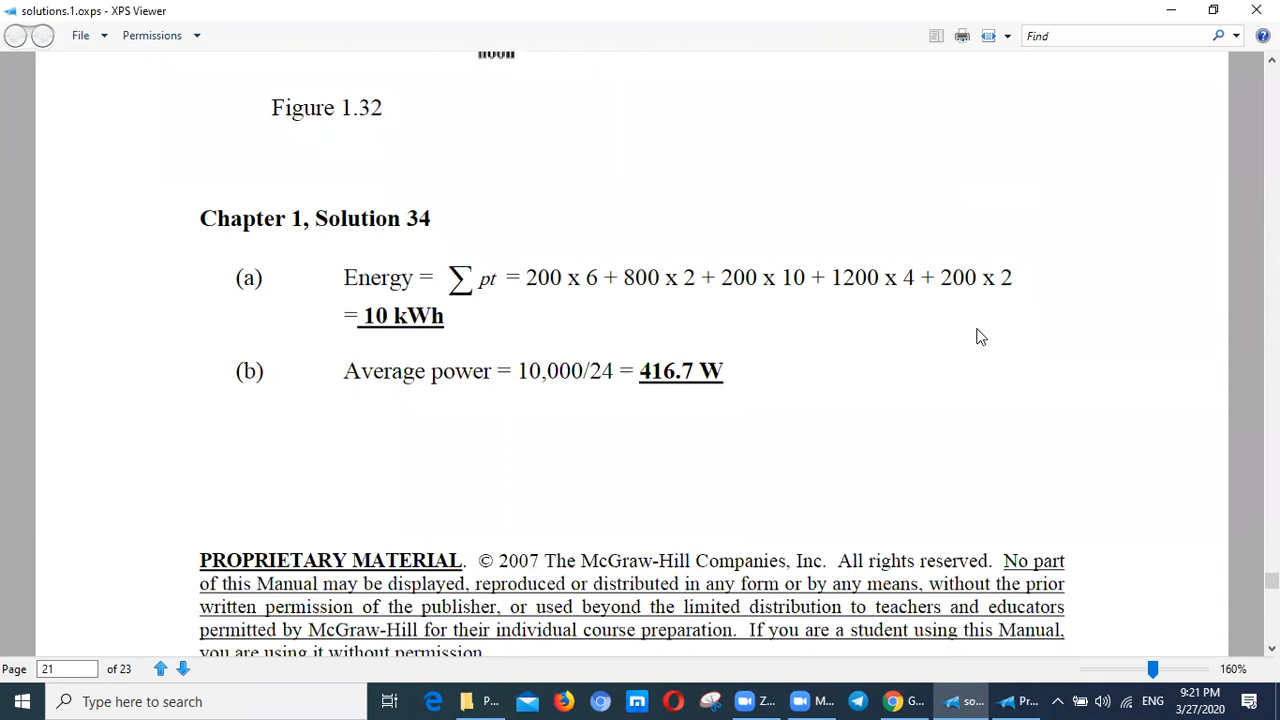 solutions.1.oxps - XPS Viewer
File Permissions Find
noon
Figure 1.32
Chapter 1, Solution 34
(a) Energy = ∑ pt = 200 x 6 + 800 x 2 + 200 x 10 + 1200 x 4 + 200 x 2
= 10 kWh
(b) Average power = 10,000/24 = 416.7 W
PROPRIETARY MATERIAL. © 2007 The McGraw-Hill Companies, Inc. All rights reserved. No part
of this Manual may be displayed, reproduced or distributed in any form or by any means, without the prior
written permission of the publisher, or used beyond the limited distribution to teachers and educators
permitted by McGraw-Hill for their individual course preparation. If you are a student using this Manual,
you are using it without permission.
Page 21 of 23 160%
Type here to search P... Z... M... G... so... Pr... ENG 9:21 PM
3/27/2020